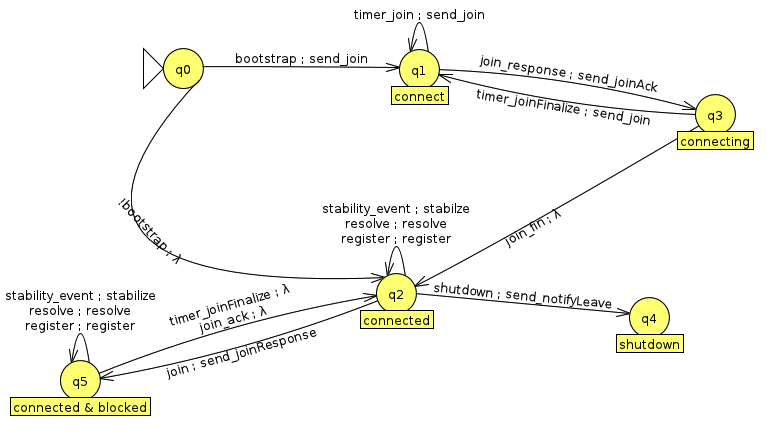 timer_join ; send_join
q0
bootstrap ; send_join
q1
connect
join_response ; send_joinAck
timer_joinFinalize ; send_join
q3
connecting
!bootstrap ; λ
join_fin ; λ
stability_event ; stabilze
resolve ; resolve
register ; register
q2
connected
shutdown ; send_notifyLeave
q4
shutdown
stability_event ; stabilize
resolve ; resolve
register ; register
timer_joinFinalize ; λ
join_ack ; λ
join ; send_joinResponse
q5
connected & blocked